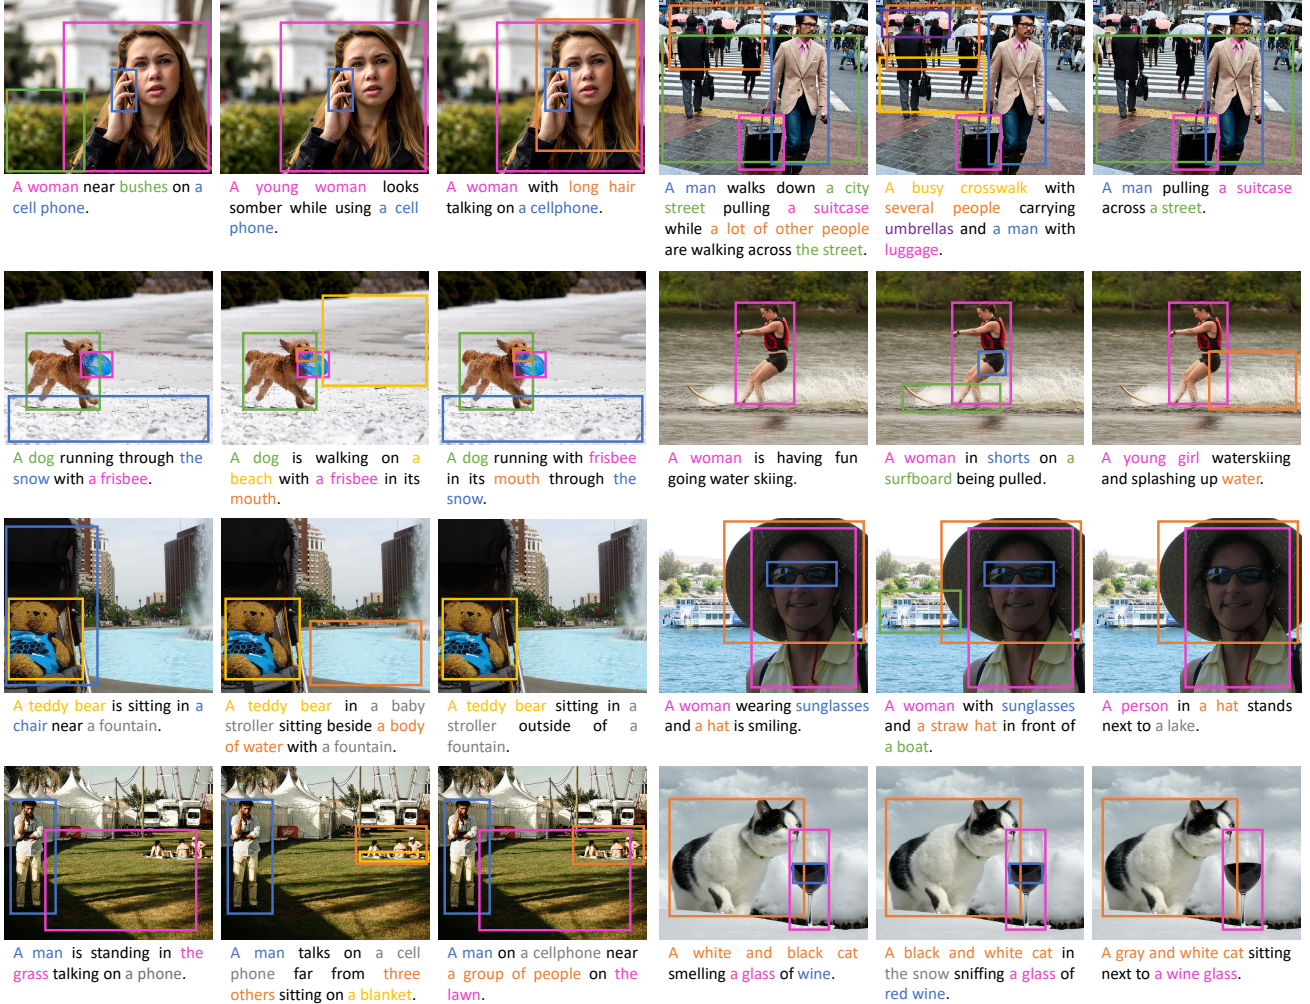 A woman near bushes on a
cell phone.
A young woman looks
somber while using a cell
phone.
A woman with long hair
talking on a cellphone.
A man walks down a city
street pulling a suitcase
while a lot of other people
are walking across the street.
A busy crosswalk with
several people carrying
umbrellas and a man with
luggage.
A man pulling a suitcase
across a street.
A dog running through the
snow with a frisbee.
A dog is walking on a
beach with a frisbee in its
mouth.
A dog running with frisbee
in its mouth through the
snow.
A woman is having fun
going water skiing.
A woman in shorts on a
surfboard being pulled.
A young girl waterskiing
and splashing up water.
A teddy bear is sitting in a
chair near a fountain.
A teddy bear in a baby
stroller sitting beside a body
of water with a fountain.
A teddy bear sitting in a
stroller outside of a
fountain.
A woman wearing sunglasses
and a hat is smiling.
A woman with sunglasses
and a straw hat in front of
a boat.
A person in a hat stands
next to a lake.
A man is standing in the
grass talking on a phone.
A man talks on a cell
phone far from three
others sitting on a blanket.
A man on a cellphone near
a group of people on the
lawn.
A white and black cat
smelling a glass of wine.
A black and white cat in
the snow sniffing a glass of
red wine.
A gray and white cat sitting
next to a wine glass.